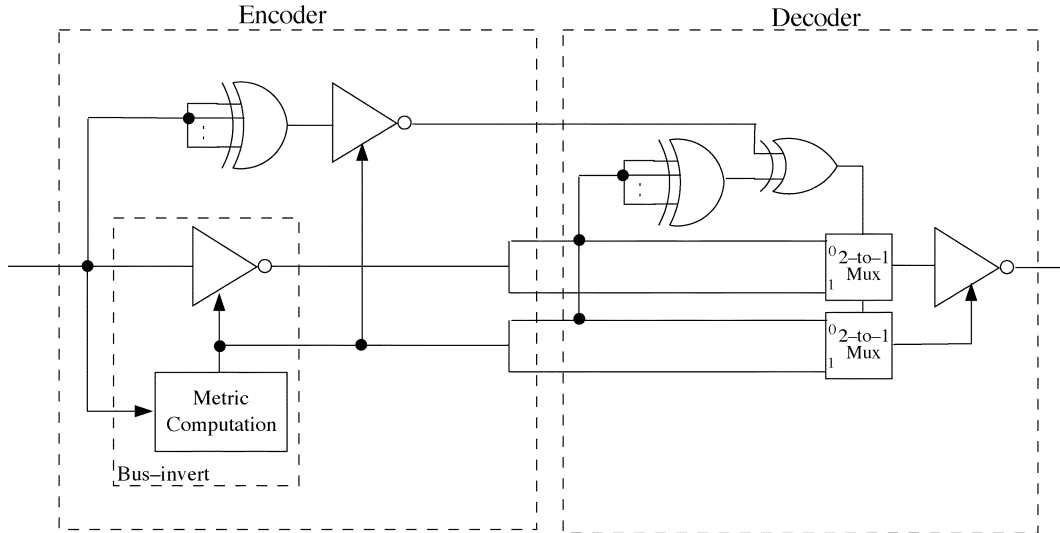 Encoder
Decoder
0
2–to–1
Mux
1
0
2–to–1
Mux
1
Metric
Computation
Bus–invert